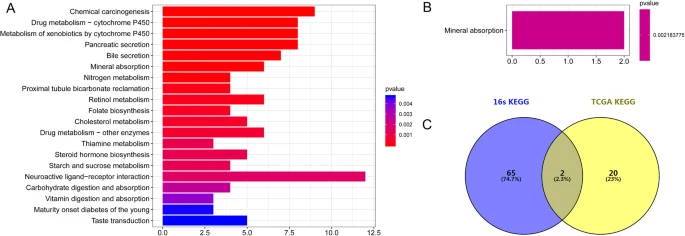 A
Chemical carcinogenesis
Drug metabolism − cytochrome P450
Metabolism of xenobiotics by cytochrome P450
Pancreatic secretion
Bile secretion
Mineral absorption
Nitrogen metabolism
Proximal tubule bicarbonate reclamation
Retinol metabolism
Folate biosynthesis
Cholesterol metabolism
Drug metabolism − other enzymes
Thiamine metabolism
Steroid hormone biosynthesis
Starch and sucrose metabolism
Neuroactive ligand−receptor interaction
Carbohydrate digestion and absorption
Vitamin digestion and absorption
Maturity onset diabetes of the young
Taste transduction
0.0 2.5 5.0 7.5 10.0 12.5
pvalue
0.004
0.003
0.002
0.001
B
Mineral absorption
0.0 0.5 1.0 1.5 2.0
pvalue
0.002183775
C
16s KEGG TCGA KEGG
65 2 20
(74.7%) (2.3%) (23%)